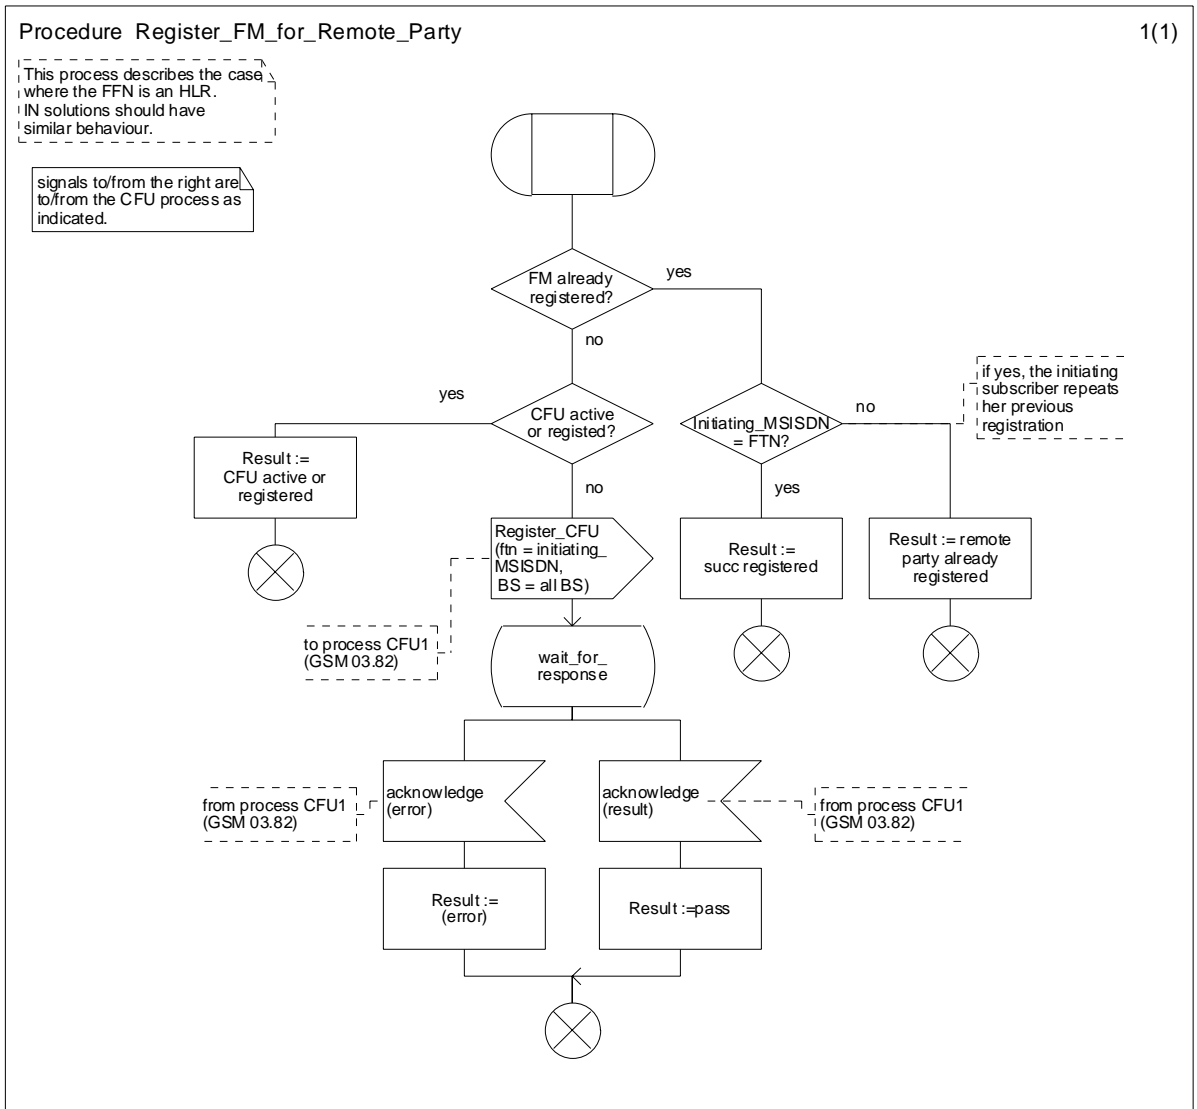 Procedure Register_FM_for_Remote_Party
1(1)
This process describes the case
where the FFN is an HLR.
IN solutions should have
similar behaviour.
signals to/from the right are
to/from the CFU process as
indicated.
FM already
registered?
yes
no
if yes, the initiating
subscriber repeats
her previous
registration
yes
CFU active
or registed?
Initiating_MSISDN
= FTN?
no
Result :=
CFU active or
registered
no
yes
Register_CFU
(ftn = initiating_
MSISDN,
BS = all BS)
Result :=
succ registered
Result := remote
party already
registered
to process CFU1
(GSM 03.82)
wait_for_
response
from process CFU1
(GSM 03.82)
acknowledge
(error)
acknowledge
(result)
from process CFU1
(GSM 03.82)
Result :=
(error)
Result :=pass